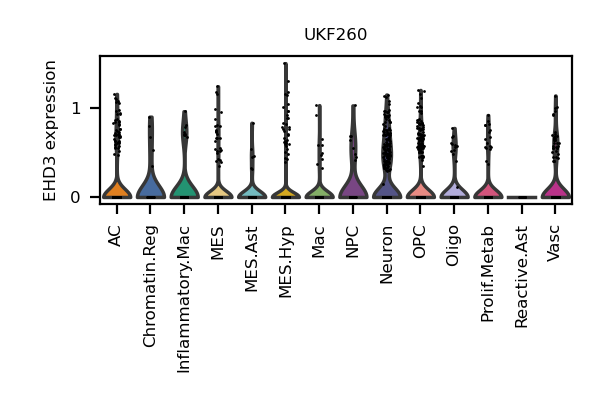 UKF260
EHD3 expression
1
0
AC
Chromatin.Reg
Inflammatory.Mac
MES
MES.Ast
MES.Hyp
Mac
NPC
Neuron
OPC
Oligo
Prolif.Metab
Reactive.Ast
Vasc